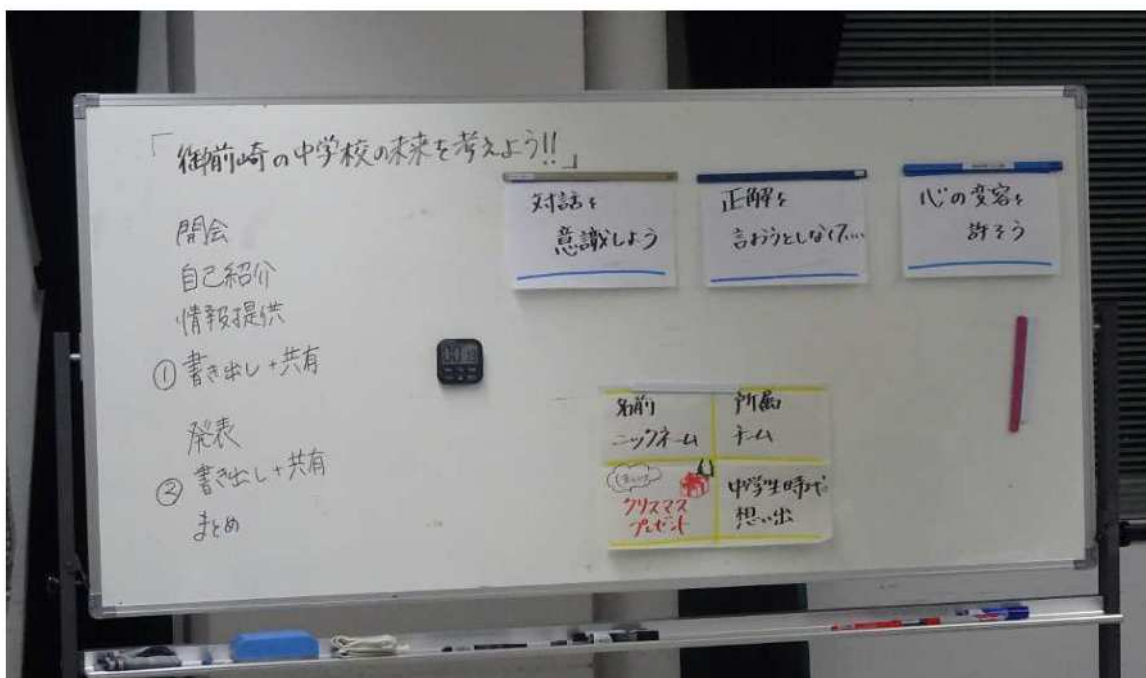 「御前崎の中学校の未来を考えよう!!」
開会
自己紹介
情報提供
①書き出し+共有
発表
②書き出し+共有
まとめ
対話を
意識しよう
正解を
言おうとしなくて…
心の変容を
許そう
名前
ニックネーム
所属
チーム
クリスマス
プレゼント
中学生時代
想い出